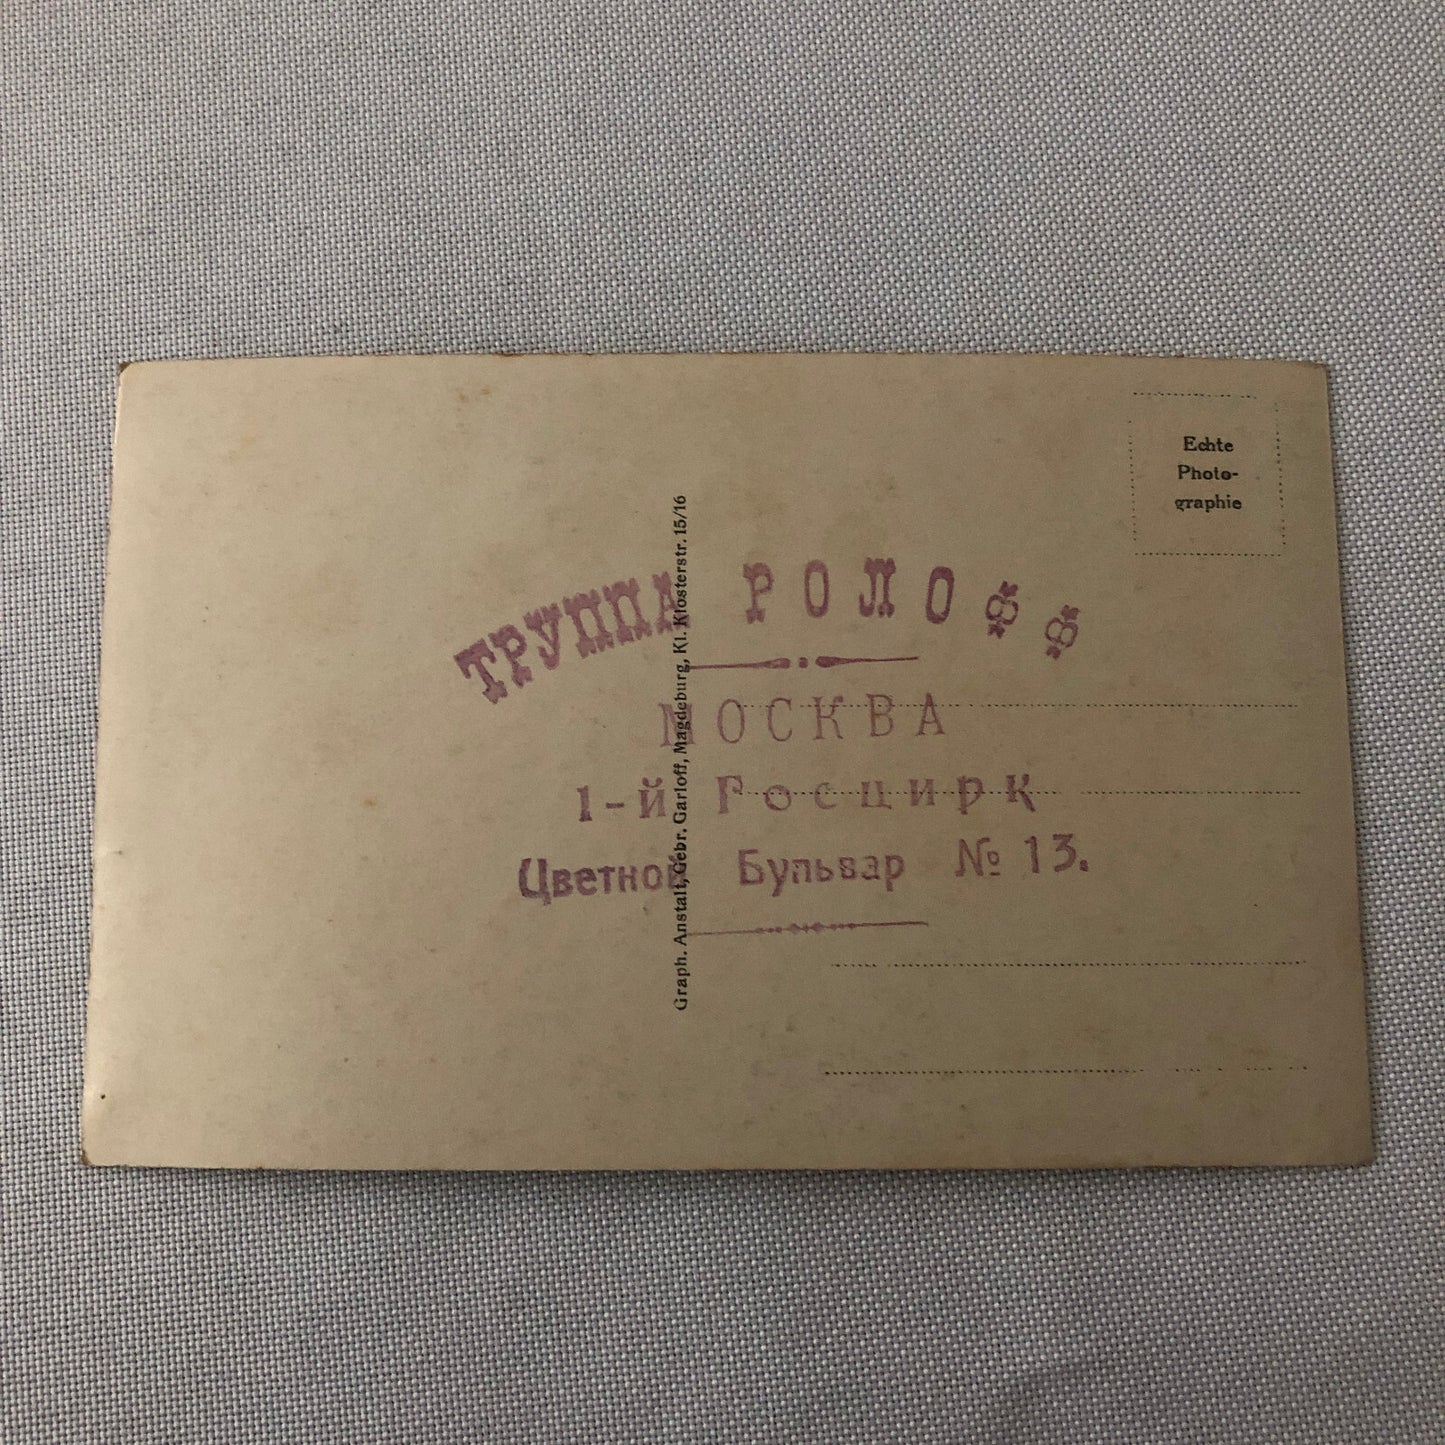 Echte
Photo-
graphie
Graph. Anstalt, Gebr. Garloff, Magdeburg, Kl. Klosterstr. 15/16
ТРУППА РОЛО
МОСКВА
1-й Госцирк
Цветной Бульвар № 13.